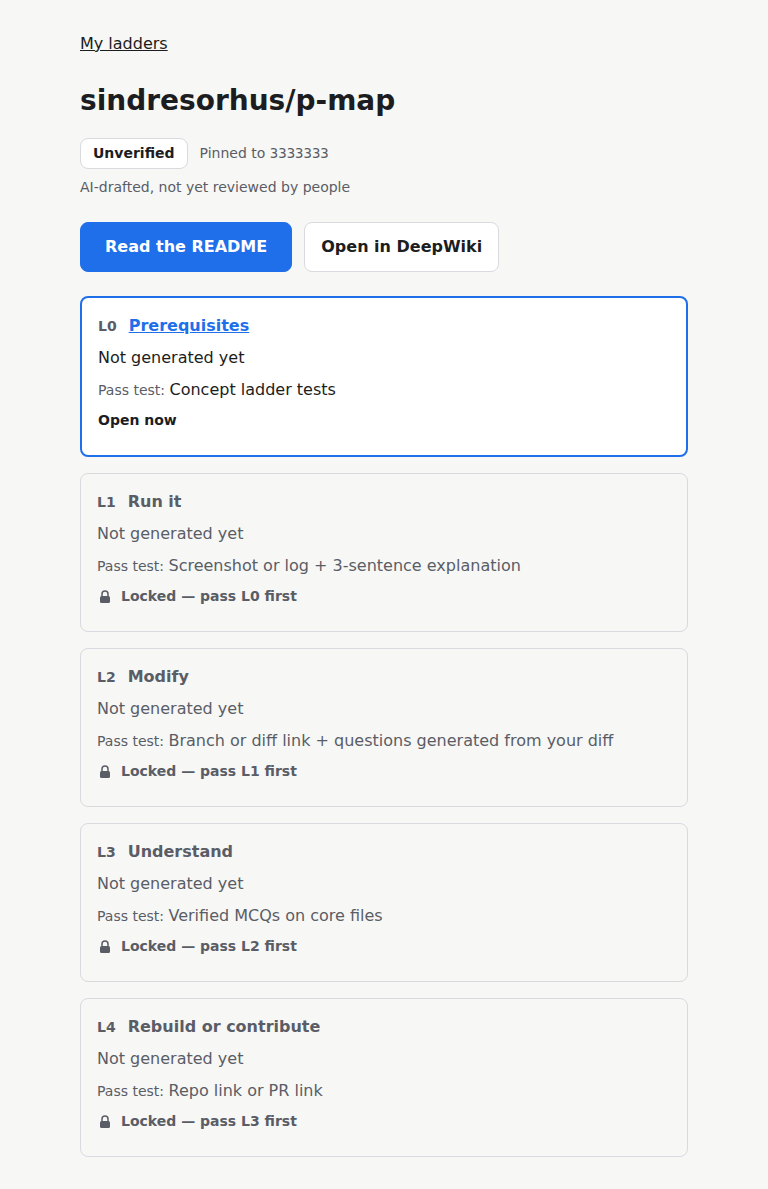 My ladders
sindresorhus/p-map
Unverified Pinned to 3333333
AI-drafted, not yet reviewed by people
Read the README Open in DeepWiki
L0 Prerequisites
Not generated yet
Pass test: Concept ladder tests
Open now
L1 Run it
Not generated yet
Pass test: Screenshot or log + 3-sentence explanation
Locked — pass L0 first
L2 Modify
Not generated yet
Pass test: Branch or diff link + questions generated from your diff
Locked — pass L1 first
L3 Understand
Not generated yet
Pass test: Verified MCQs on core files
Locked — pass L2 first
L4 Rebuild or contribute
Not generated yet
Pass test: Repo link or PR link
Locked — pass L3 first